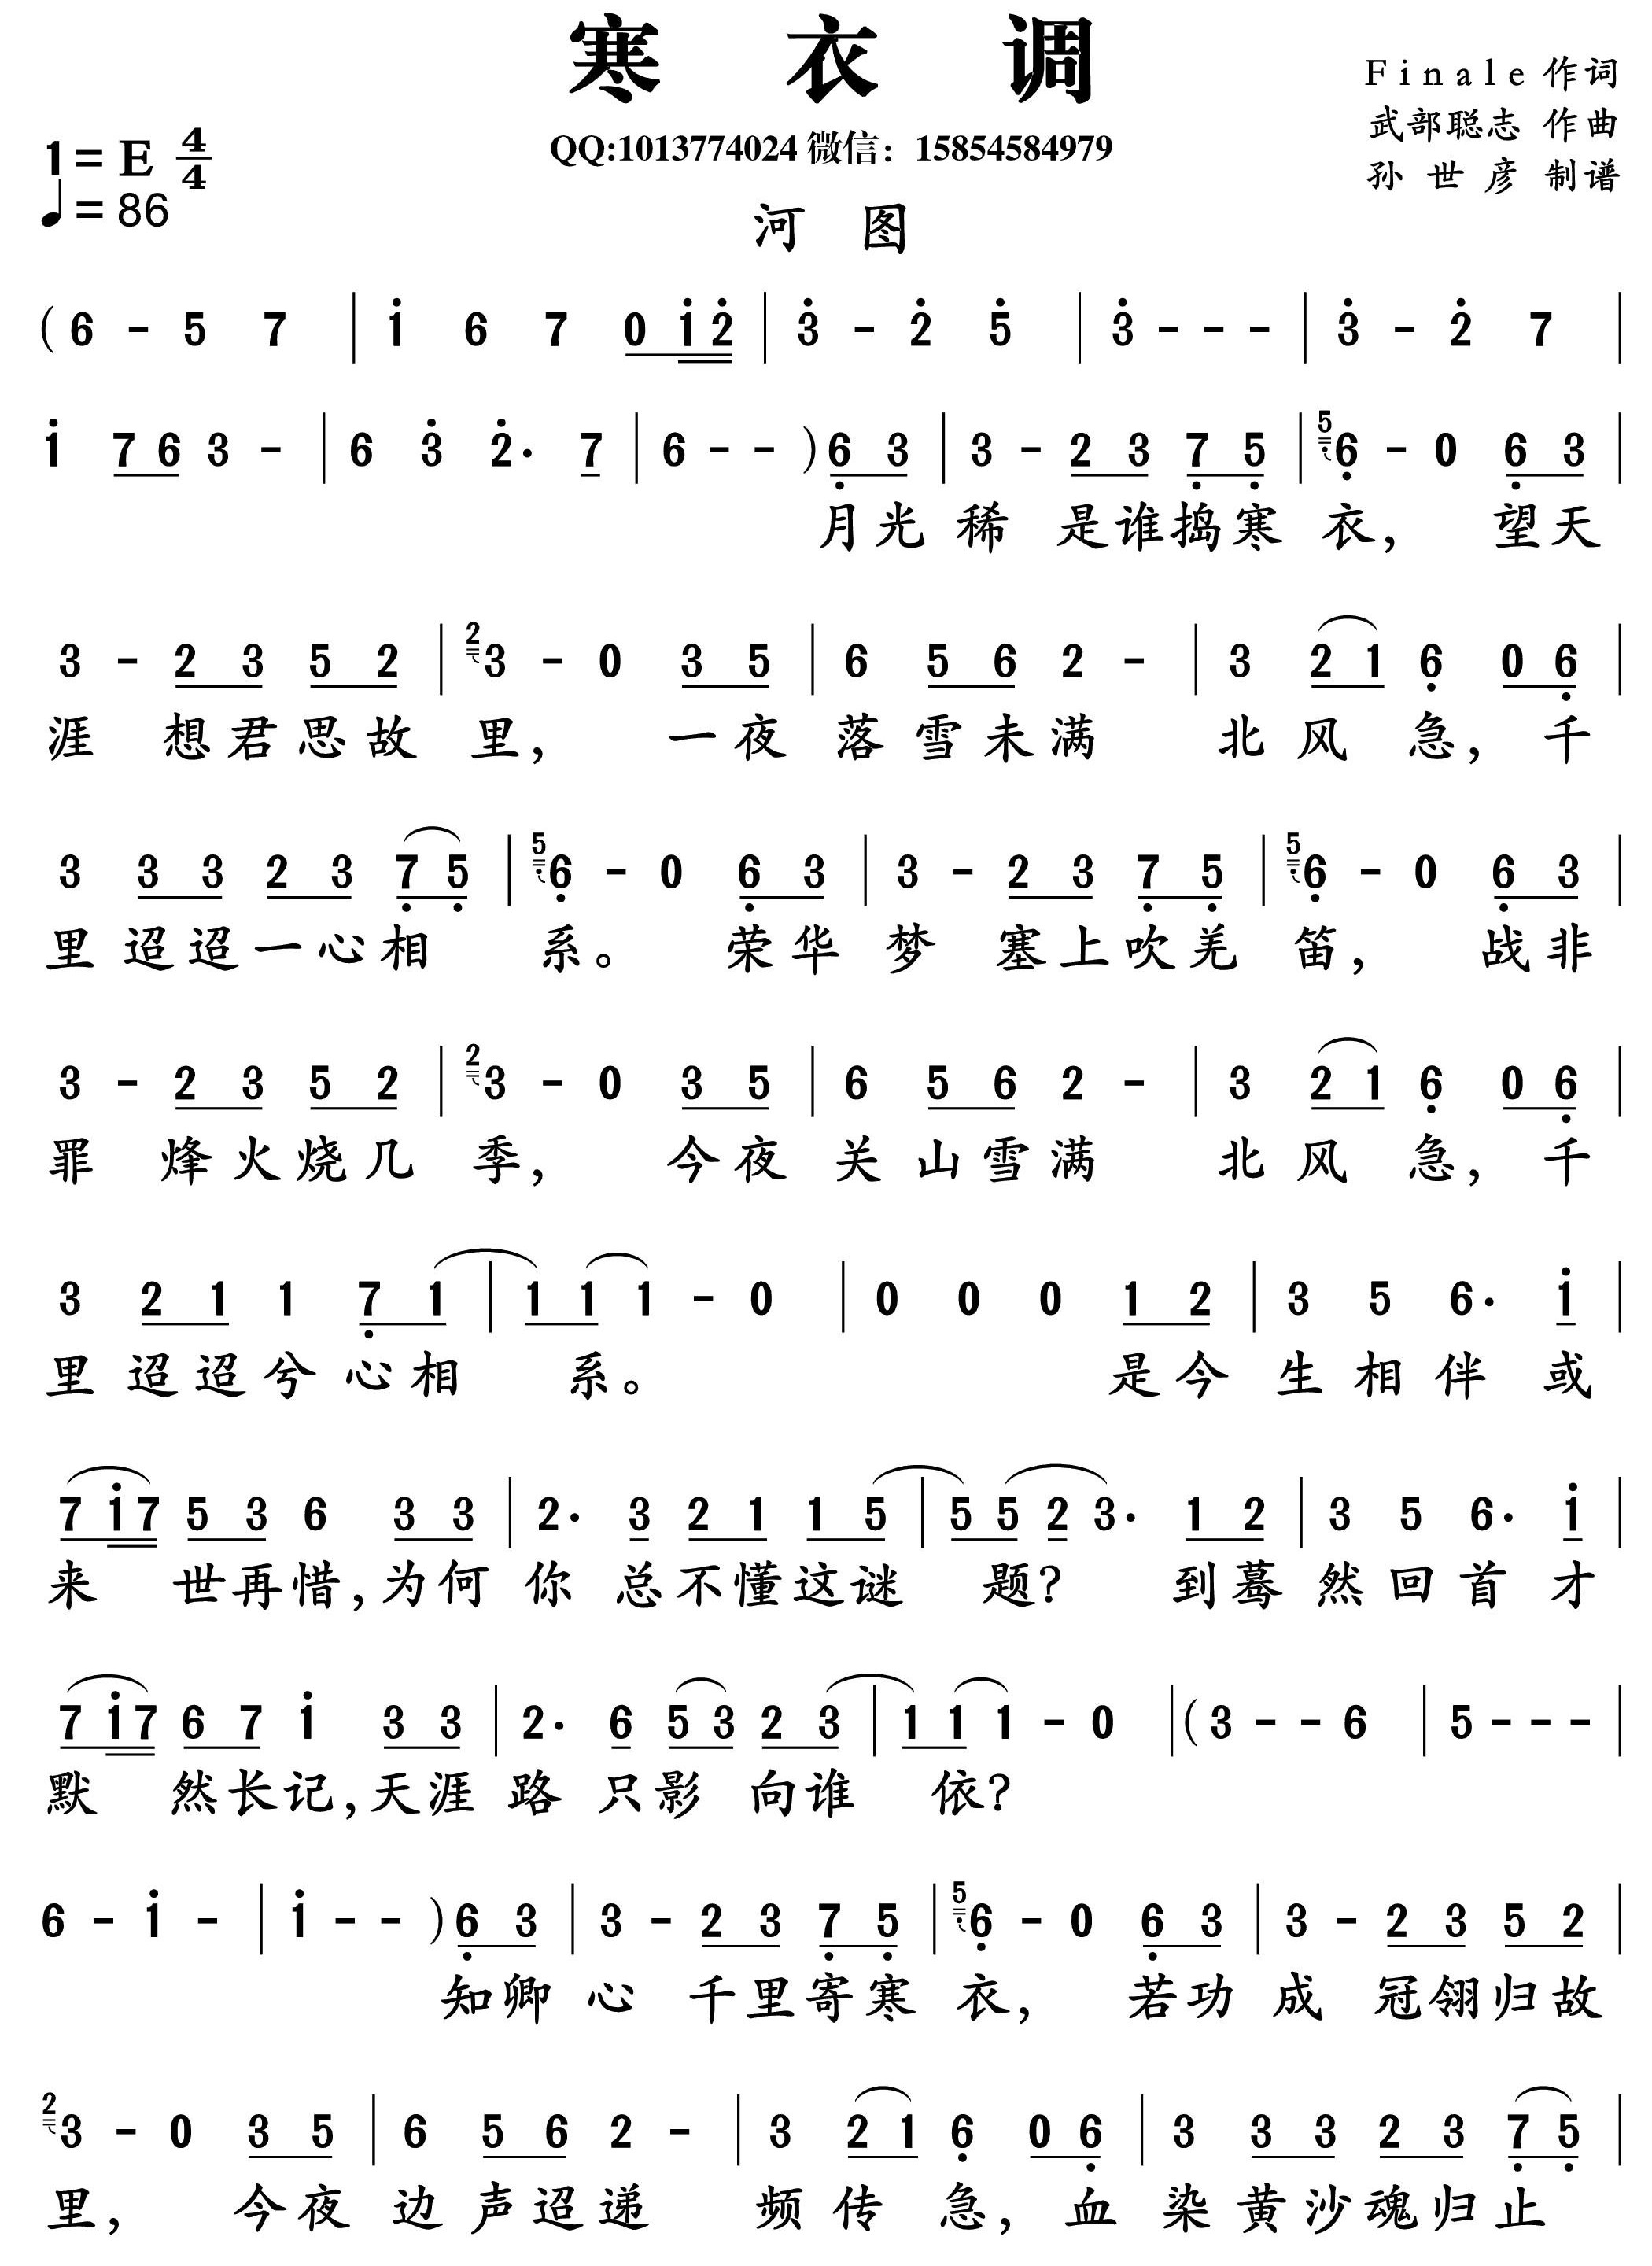 寒 衣 调
Finale 作词
QQ:1013774024 微信：15854584979
武部聪志 作曲
1=E 4/4
孙世彦 制谱
♩=86
河 图
(6 - 5 7 | i̇ 6 7 0 i̇ 2̇ | 3̇ - 2̇ 5̇ | 3̇ - - - | 3̇ - 2̇ 7 |
i̇ 7 6 3 - | 6 3̇ 2̇· 7 | 6 - - ) 6̣ 3 | 3 - 2 3 7̣ 5̣ | 5 6̣ - 0 6̣ 3 |
月光 稀 是谁捣寒 衣， 望天
3 - 2 3 5 2 | 2 3 - 0 3 5 | 6 5 6 2 - | 3 2 1 6̣ 0 6̣ |
涯 想君思故 里， 一夜 落雪未满 北风 急，千
3 3 3 2 3 7̣ 5̣ | 5 6̣ - 0 6̣ 3 | 3 - 2 3 7̣ 5̣ | 5 6̣ - 0 6̣ 3 |
里迢迢一心相 系。 荣华 梦 塞上吹羌 笛， 战非
3 - 2 3 5 2 | 2 3 - 0 3 5 | 6 5 6 2 - | 3 2 1 6̣ 0 6̣ |
罪 烽火烧几 季， 今夜 关山雪满 北风 急，千
3 2 1 1 7̣ 1 | 1 1 1 - 0 | 0 0 0 1 2 | 3 5 6· i̇ |
里迢迢兮心相 系。 是今 生相伴 或
7 i̇ 7 5 3 6 3 3 | 2· 3 2 1 1 5 | 5 5 2 3· 1 2 | 3 5 6· i̇ |
来 世再惜，为何 你 总不懂这谜 题？ 到蓦 然回首 才
7 i̇ 7 6 7 i̇ 3 3 | 2· 6 5 3 2 3 | 1 1 1 - 0 | (3 - - 6 | 5 - - - |
默 然长记，天涯 路 只影 向谁 依？
6 - i̇ - | i̇ - - ) 6̣ 3 | 3 - 2 3 7̣ 5̣ | 5 6̣ - 0 6̣ 3 | 3 - 2 3 5 2 |
知卿 心 千里寄寒 衣， 若功 成 冠翎归故
2 3 - 0 3 5 | 6 5 6 2 - | 3 2 1 6̣ 0 6̣ | 3 3 3 2 3 7̣ 5̣ |
里， 今夜 边声迢递 频传 急，血 染黄沙魂归止